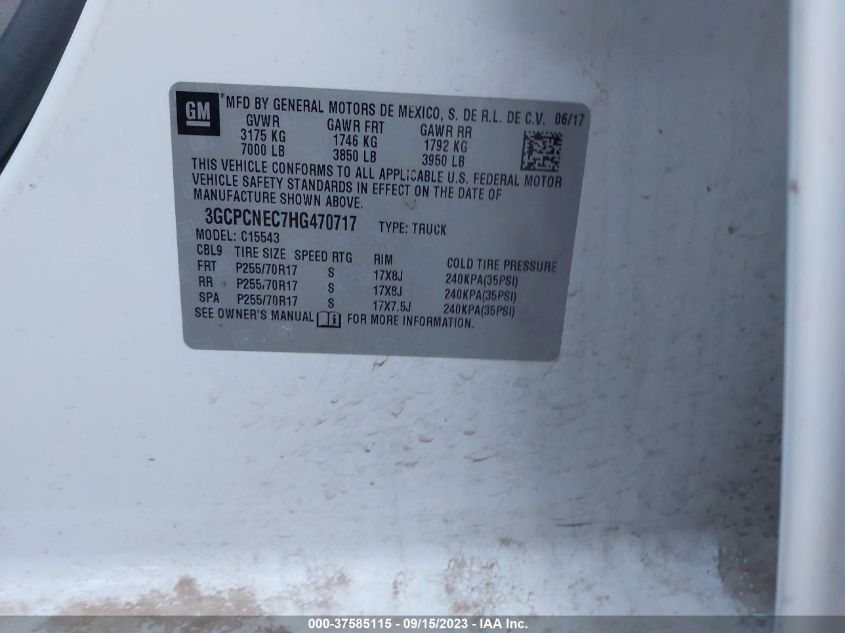 GM ® MFD BY GENERAL MOTORS DE MEXICO, S. DE R.L. DE C.V. 06/17
GVWR GAWR FRT GAWR RR
3175 KG 1746 KG 1792 KG
7000 LB 3850 LB 3950 LB
THIS VEHICLE CONFORMS TO ALL APPLICABLE U.S. FEDERAL MOTOR
VEHICLE SAFETY STANDARDS IN EFFECT ON THE DATE OF
MANUFACTURE SHOWN ABOVE.
3GCPCNEC7HG470717 TYPE: TRUCK
MODEL: C15543
CBL9 TIRE SIZE SPEED RTG RIM COLD TIRE PRESSURE
FRT P255/70R17 S 17X8J 240KPA(35PSI)
RR P255/70R17 S 17X8J 240KPA(35PSI)
SPA P255/70R17 S 17X7.5J 240KPA(35PSI)
SEE OWNER'S MANUAL FOR MORE INFORMATION.
000-37585115 - 09/15/2023 - IAA Inc.